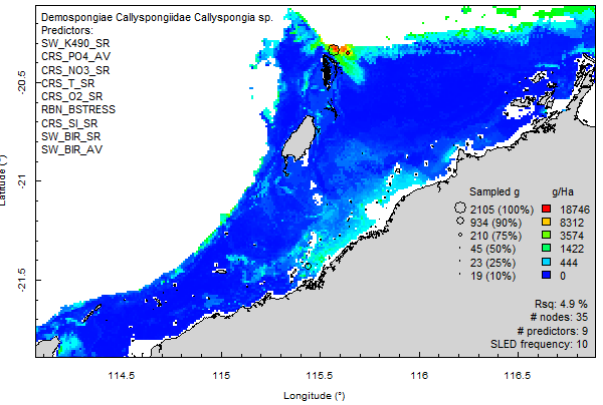 Demospongiae Callyspongiidae Callyspongia sp.
Predictors:
SW_K490_SR
CRS_PO4_AV
CRS_NO3_SR
CRS_T_SR
CRS_O2_SR
RBN_BSTRESS
CRS_SI_SR
SW_BIR_SR
SW_BIR_AV
-20.5
-21
-21.5
Latitude (°)
Sampled g g/Ha
2105 (100%) 18746
934 (90%) 8312
210 (75%) 3574
45 (50%) 1422
23 (25%) 444
19 (10%) 0
Rsq: 4.9 %
# nodes: 35
# predictors: 9
SLED frequency: 10
114.5 115 115.5 116 116.5
Longitude (°)